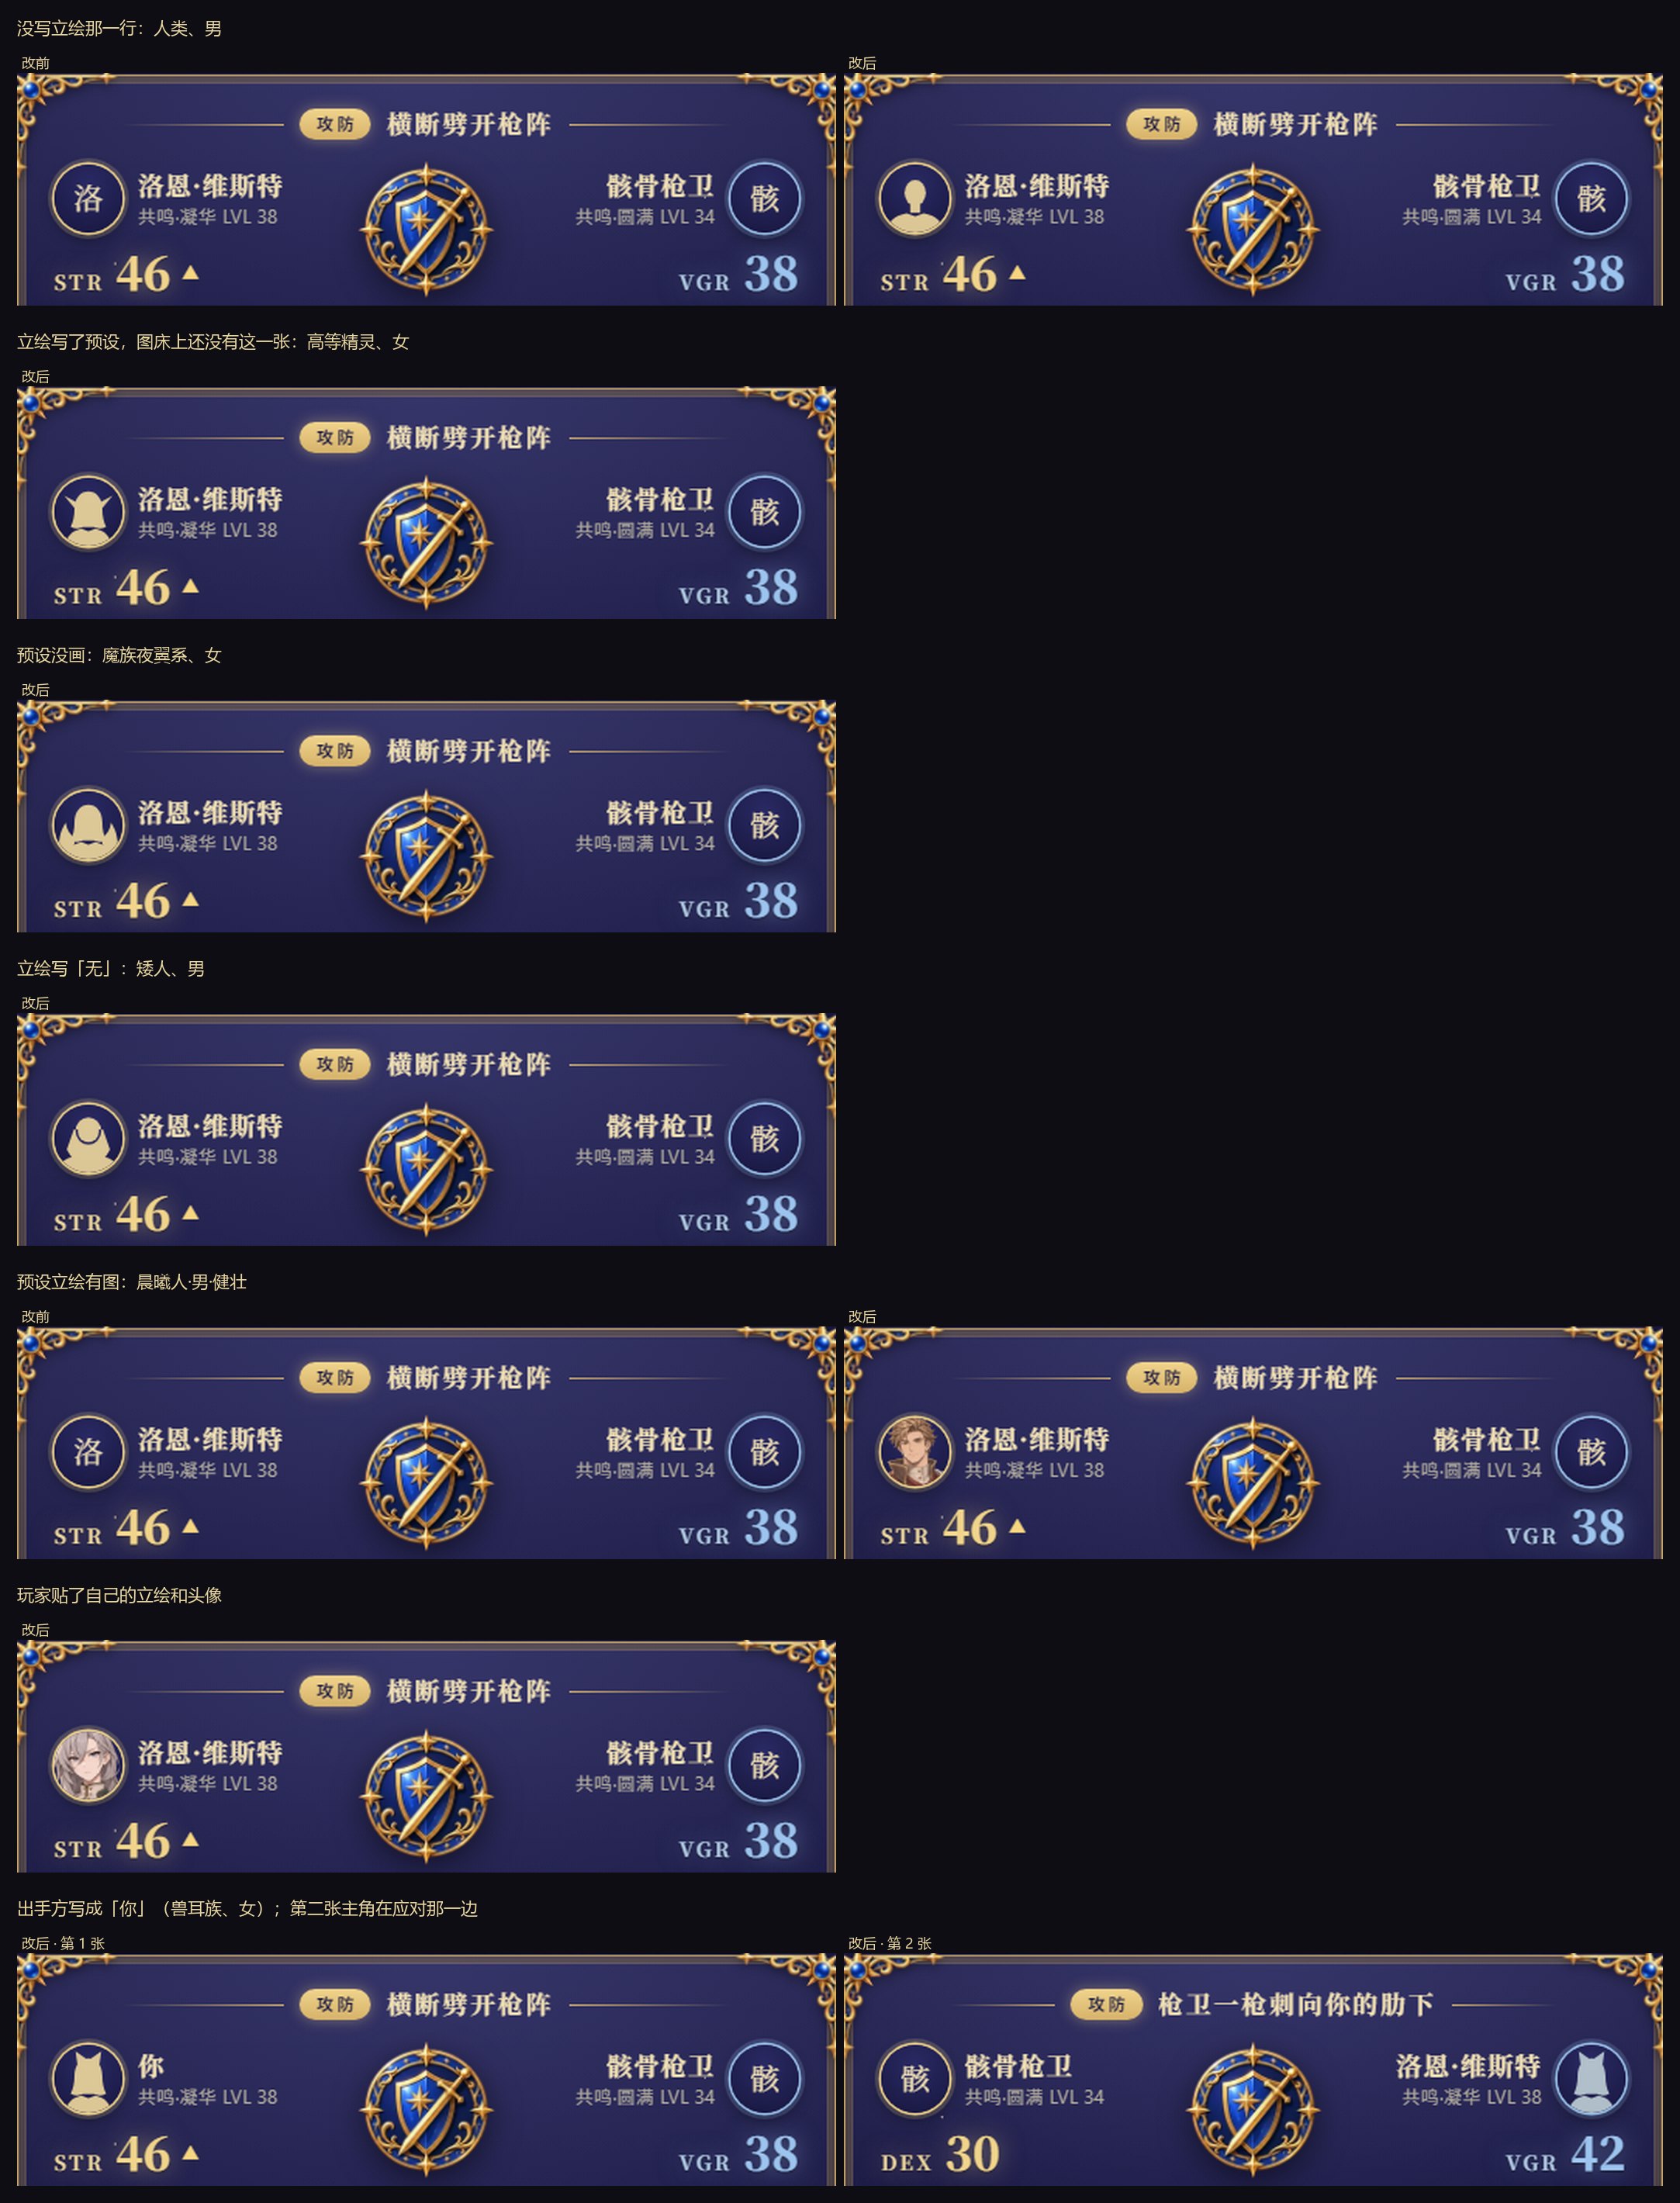 没写立绘那一行：人类、男
改前
改后
攻防 横断劈开枪阵
攻防 横断劈开枪阵
洛 洛恩·维斯特 骸骨枪卫 骸
共鸣·凝华 LVL 38 共鸣·圆满 LVL 34
STR 46 ▲ VGR 38
洛恩·维斯特 骸骨枪卫 骸
共鸣·凝华 LVL 38 共鸣·圆满 LVL 34
STR 46 ▲ VGR 38
立绘写了预设，图床上还没有这一张：高等精灵、女
改后
攻防 横断劈开枪阵
洛恩·维斯特 骸骨枪卫 骸
共鸣·凝华 LVL 38 共鸣·圆满 LVL 34
STR 46 ▲ VGR 38
预设没画：魔族夜翼系、女
改后
攻防 横断劈开枪阵
洛恩·维斯特 骸骨枪卫 骸
共鸣·凝华 LVL 38 共鸣·圆满 LVL 34
STR 46 ▲ VGR 38
立绘写「无」：矮人、男
改后
攻防 横断劈开枪阵
洛恩·维斯特 骸骨枪卫 骸
共鸣·凝华 LVL 38 共鸣·圆满 LVL 34
STR 46 ▲ VGR 38
预设立绘有图：晨曦人·男·健壮
改前
改后
攻防 横断劈开枪阵
攻防 横断劈开枪阵
洛 洛恩·维斯特 骸骨枪卫 骸
共鸣·凝华 LVL 38 共鸣·圆满 LVL 34
STR 46 ▲ VGR 38
洛恩·维斯特 骸骨枪卫 骸
共鸣·凝华 LVL 38 共鸣·圆满 LVL 34
STR 46 ▲ VGR 38
玩家贴了自己的立绘和头像
改后
攻防 横断劈开枪阵
洛恩·维斯特 骸骨枪卫 骸
共鸣·凝华 LVL 38 共鸣·圆满 LVL 34
STR 46 ▲ VGR 38
出手方写成「你」（兽耳族、女）；第二张主角在应对那一边
改后 · 第 1 张
改后 · 第 2 张
攻防 横断劈开枪阵
攻防 枪卫一枪刺向你的肋下
你 骸骨枪卫 骸
共鸣·凝华 LVL 38 共鸣·圆满 LVL 34
STR 46 ▲ VGR 38
骸 骸骨枪卫 洛恩·维斯特
共鸣·圆满 LVL 34 共鸣·凝华 LVL 38
DEX 30 VGR 42